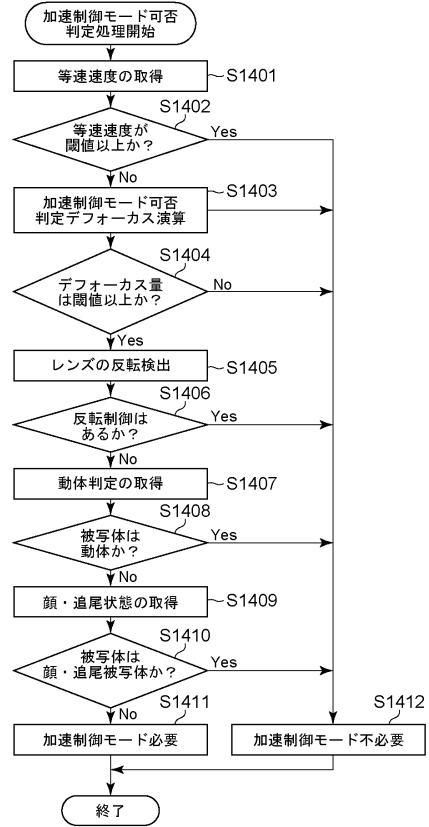 加速制御モード可否
判定処理開始
等速速度の取得
S1401
S1402
等速速度が
閾値以上か？
Yes
No
加速制御モード可否
判定デフォーカス演算
S1403
S1404
デフォーカス量
は閾値以上か？
No
Yes
レンズの反転検出
S1405
S1406
反転制御は
あるか？
Yes
No
動体判定の取得
S1407
S1408
被写体は
動体か？
Yes
No
顔・追尾状態の取得
S1409
S1410
被写体は
顔・追尾被写体か？
Yes
No
S1411
加速制御モード必要
S1412
加速制御モード不必要
終了